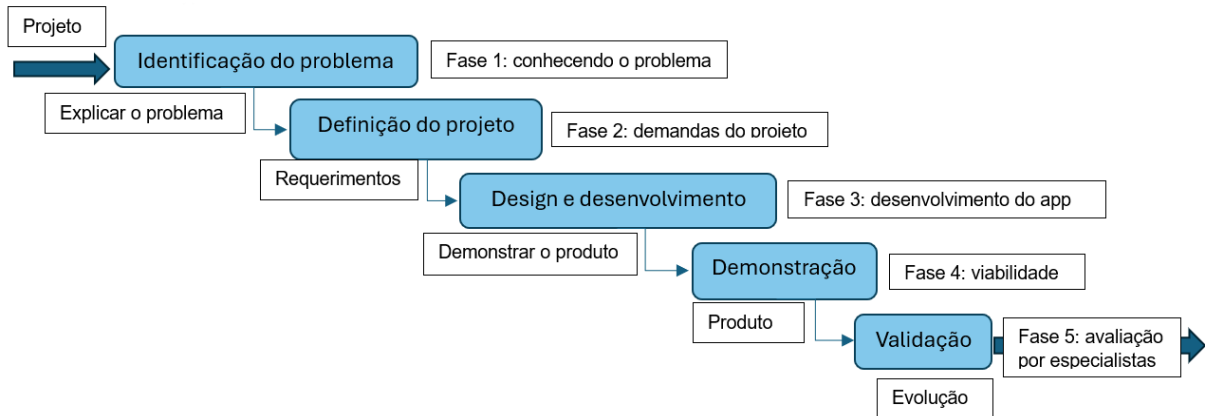 Projeto
Identificação do problema
Fase 1: conhecendo o problema
Explicar o problema
Definição do projeto
Fase 2: demandas do projeto
Requerimentos
Design e desenvolvimento
Fase 3: desenvolvimento do app
Demonstrar o produto
Demonstração
Fase 4: viabilidade
Produto
Validação
Fase 5: avaliação
por especialistas
Evolução